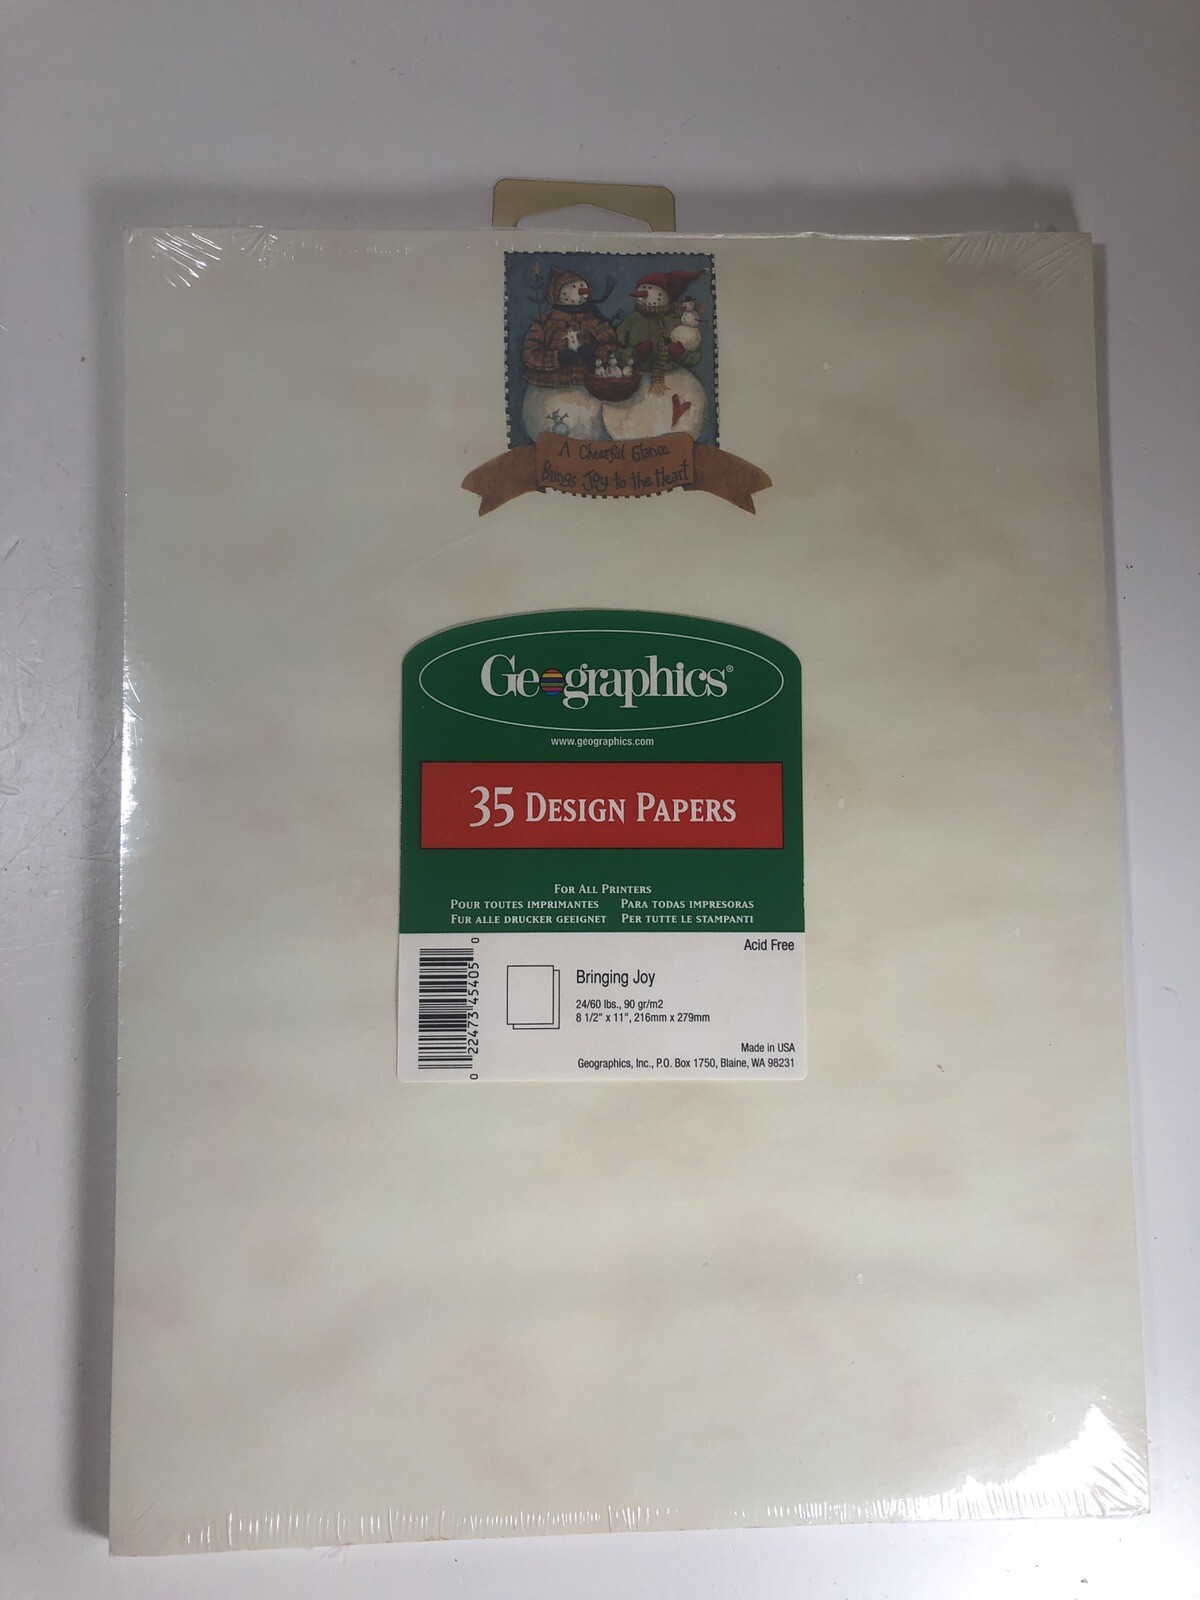 A Cheerful Glance
Brings Joy to the Heart
Geographics®
www.geographics.com
35 DESIGN PAPERS
FOR ALL PRINTERS
POUR TOUTES IMPRIMANTES PARA TODAS IMPRESORAS
FUR ALLE DRUCKER GEEIGNET PER TUTTE LE STAMPANTI
Acid Free
Bringing Joy
24/60 lbs., 90 gr/m2
8 1/2" x 11", 216mm x 279mm
Made in USA
Geographics, Inc., P.O. Box 1750, Blaine, WA 98231
0 22473 45405 0